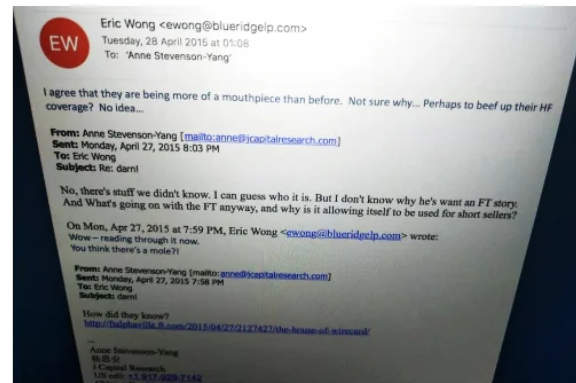 EW
Eric Wong <ewong@blueridgelp.com>
Tuesday, 28 April 2015 at 01:08
To: 'Anne Stevenson-Yang'
I agree that they are being more of a mouthpiece than before. Not sure why... Perhaps to beef up their HF
coverage? No idea...
From: Anne Stevenson-Yang [mailto:anne@jcapitalresearch.com]
Sent: Monday, April 27, 2015 8:03 PM
To: Eric Wong
Subject: Re: darn!
No, there's stuff we didn't know. I can guess who it is. But I don't know why he's want an FT story.
And What's going on with the FT anyway, and why is it allowing itself to be used for short sellers?
On Mon, Apr 27, 2015 at 7:59 PM, Eric Wong <ewong@blueridgelp.com> wrote:
Wow – reading through it now.
You think there's a mole?!
From: Anne Stevenson-Yang [mailto:anne@jcapitalresearch.com]
Sent: Monday, April 27, 2015 7:58 PM
To: Eric Wong
Subject: darn!
How did they know?
http://ftalphaville.ft.com/2015/04/27/2127427/the-house-of-wirecard/
--
Anne Stevenson-Yang
杨思安
J Capital Research
US cell: +1 917-929-7142